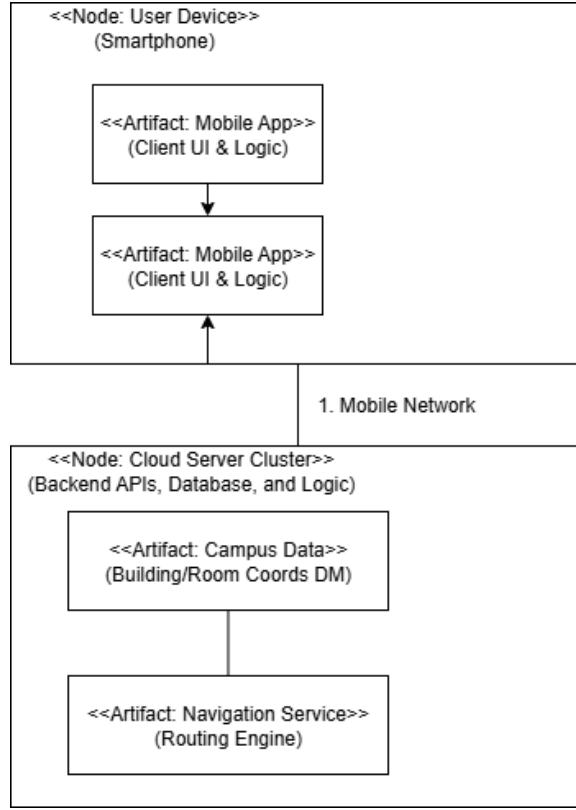 <<Node: User Device>>
(Smartphone)
<<Artifact: Mobile App>>
(Client UI & Logic)
<<Artifact: Mobile App>>
(Client UI & Logic)
1. Mobile Network
<<Node: Cloud Server Cluster>>
(Backend APIs, Database, and Logic)
<<Artifact: Campus Data>>
(Building/Room Coords DM)
<<Artifact: Navigation Service>>
(Routing Engine)